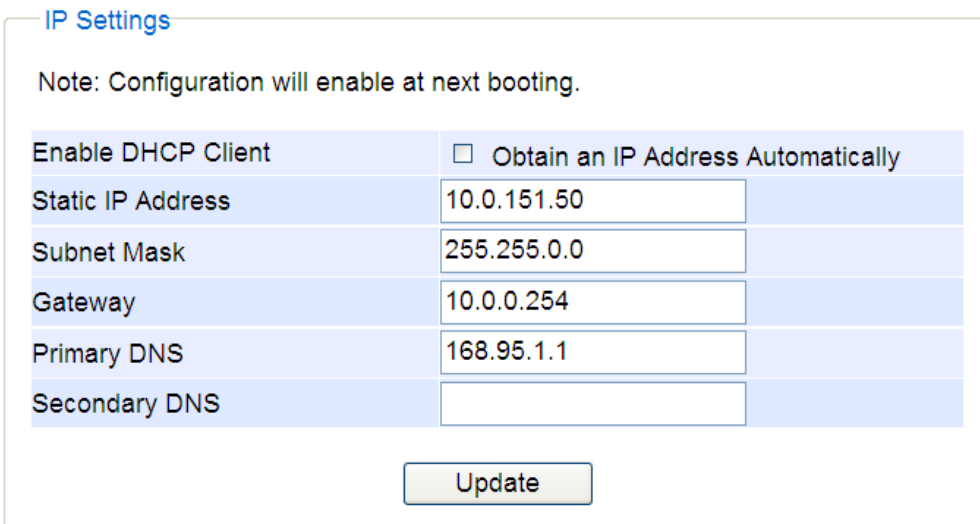 IP Settings
Note: Configuration will enable at next booting.
Enable DHCP Client Obtain an IP Address Automatically
Static IP Address 10.0.151.50
Subnet Mask 255.255.0.0
Gateway 10.0.0.254
Primary DNS 168.95.1.1
Secondary DNS
Update